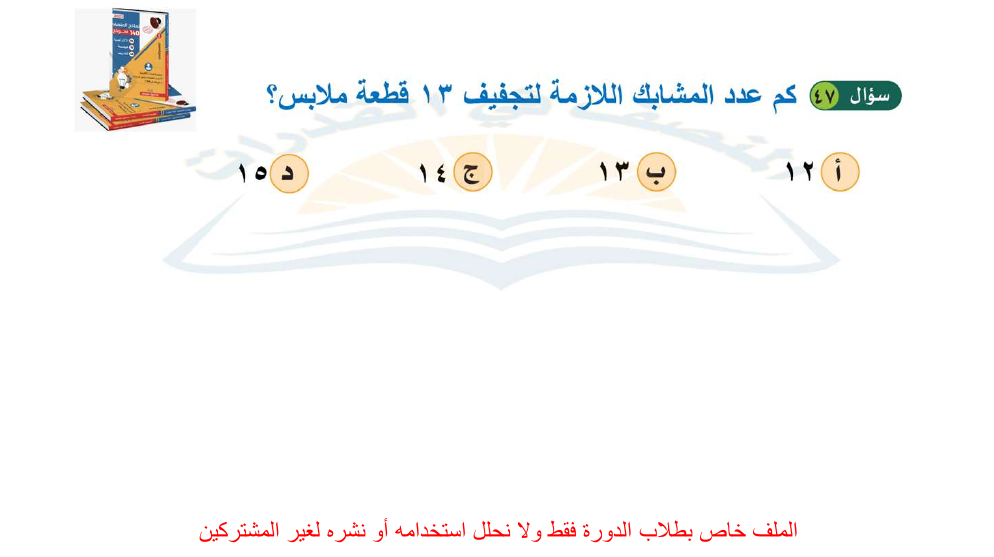 سؤال ٤٧ كم عدد المشابك اللازمة لتجفيف ١٣ قطعة ملابس؟
أ ١٢ ب ١٣ ج ١٤ د ١٥
الملف خاص بطلاب الدورة فقط ولا نحلل استخدامه أو نشره لغير المشتركين